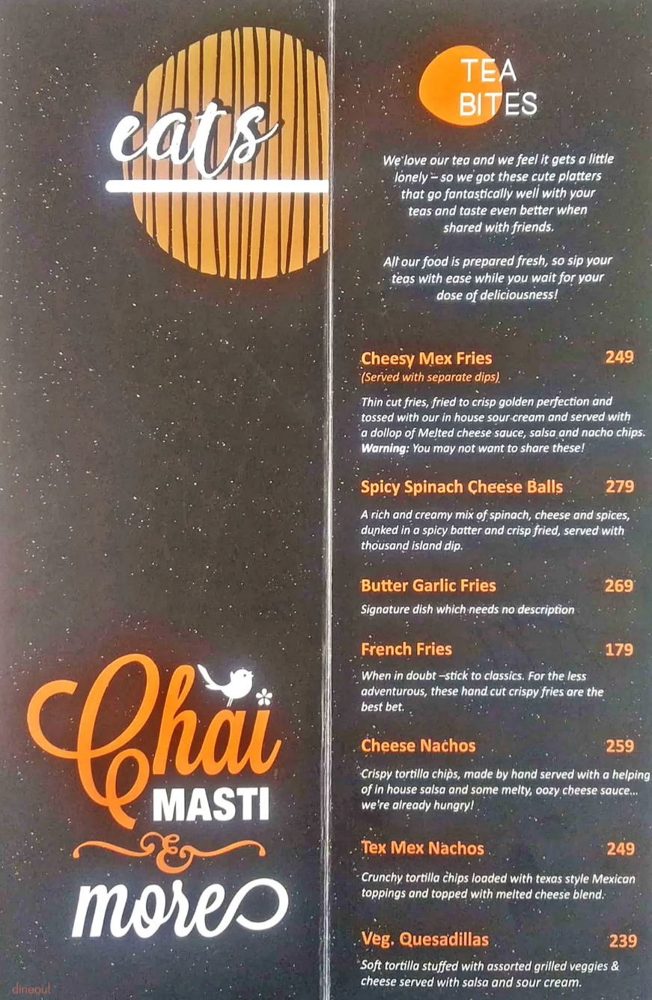 eats
Chai
MASTI
&
more
dineout
TEA
BITES
We love our tea and we feel it gets a little
lonely – so we got these cute platters
that go fantastically well with your
teas and taste even better when
shared with friends.
All our food is prepared fresh, so sip your
teas with ease while you wait for your
dose of deliciousness!
Cheesy Mex Fries 249
(Served with separate dips)
Thin cut fries, fried to crisp golden perfection and
tossed with our in house sour cream and served with
a dollop of Melted cheese sauce, salsa and nacho chips.
Warning: You may not want to share these!
Spicy Spinach Cheese Balls 279
A rich and creamy mix of spinach, cheese and spices,
dunked in a spicy batter and crisp fried, served with
thousand island dip.
Butter Garlic Fries 269
Signature dish which needs no description
French Fries 179
When in doubt –stick to classics. For the less
adventurous, these hand cut crispy fries are the
best bet.
Cheese Nachos 259
Crispy tortilla chips, made by hand served with a helping
of in house salsa and some melty, oozy cheese sauce...
we're already hungry!
Tex Mex Nachos 249
Crunchy tortilla chips loaded with texas style Mexican
toppings and topped with melted cheese blend.
Veg. Quesadillas 239
Soft tortilla stuffed with assorted grilled veggies &
cheese served with salsa and sour cream.